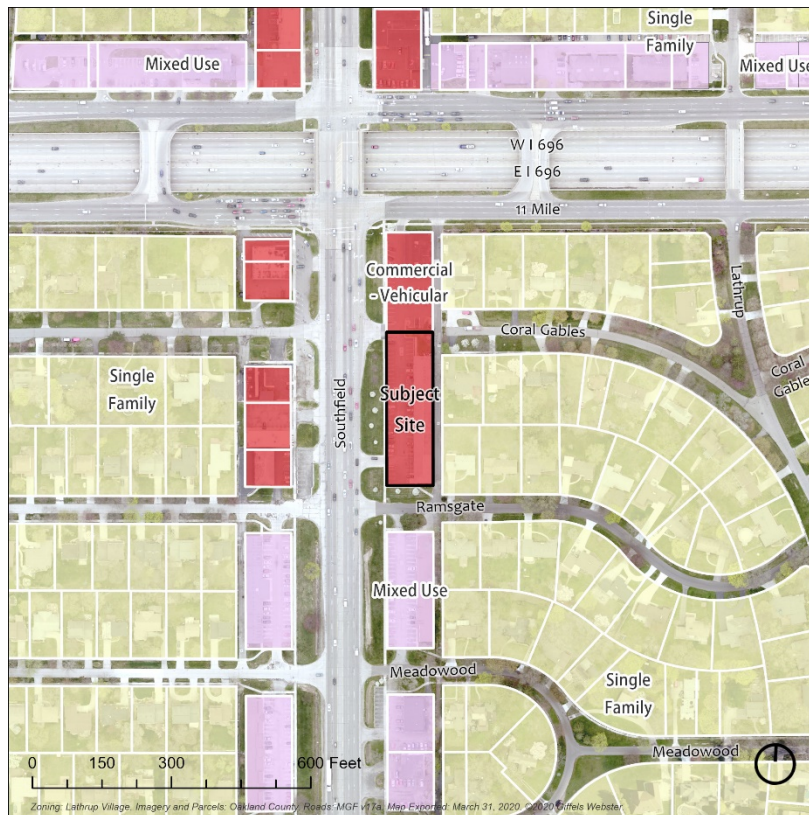 Single
Family
Mixed Use
Mixed Use
W I 696
E I 696
11 Mile
Commercial
- Vehicular
Lathrup
Coral Gables
Coral
Gables
Single
Family
Southfield
Subject
Site
Ramsgate
Mixed Use
Meadowood
Single
Family
Meadowood
0 150 300 600 Feet
Zoning: Lathrup Village. Imagery and Parcels: Oakland County. Roads: MGF v17a. Map Exported: March 31, 2020. ©2020 Giffels Webster.